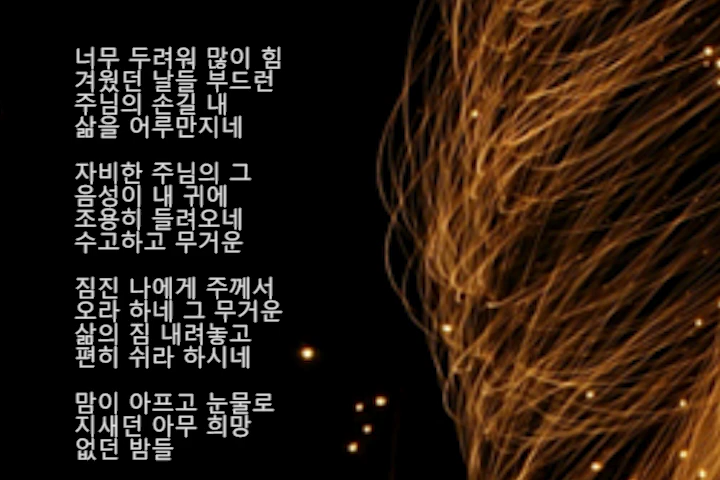 너무 두려워 많이 힘
겨웠던 날들 부드런
주님의 손길 내
삶을 어루만지네
자비한 주님의 그
음성이 내 귀에
조용히 들려오네
수고하고 무거운
짐진 나에게 주께서
오라 하네 그 무거운
삶의 짐 내려놓고
편히 쉬라 하시네
맘이 아프고 눈물로
지새던 아무 희망
없던 밤들